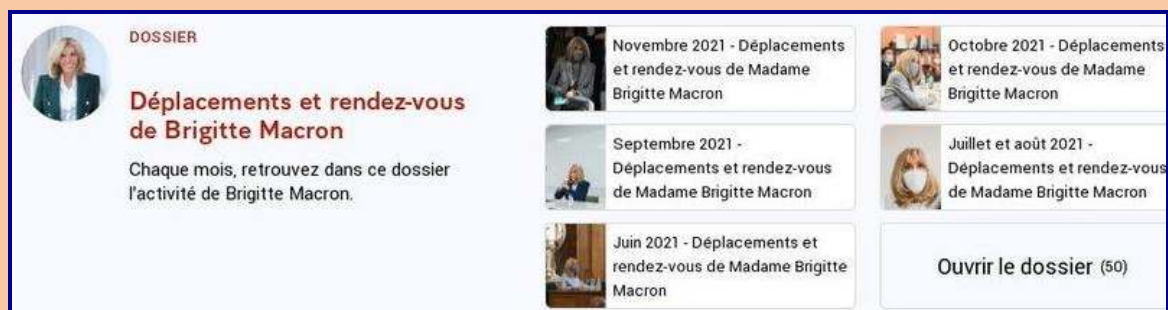 DOSSIER
Déplacements et rendez-vous
de Brigitte Macron
Chaque mois, retrouvez dans ce dossier
l'activité de Brigitte Macron.
Novembre 2021 - Déplacements
et rendez-vous de Madame
Brigitte Macron
Octobre 2021 - Déplacements
et rendez-vous de Madame
Brigitte Macron
Septembre 2021 -
Déplacements et rendez-vous
de Madame Brigitte Macron
Juillet et août 2021 -
Déplacements et rendez-vous
de Madame Brigitte Macron
Juin 2021 - Déplacements et
rendez-vous de Madame Brigitte
Macron
Ouvrir le dossier (50)